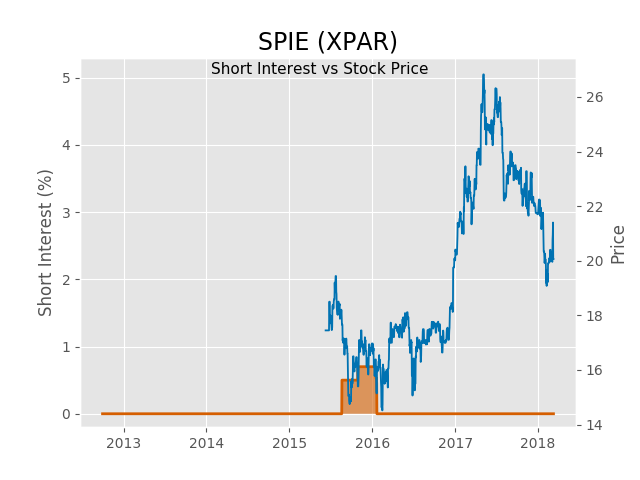 SPIE (XPAR)
Short Interest vs Stock Price
Short Interest (%)
5
4
3
2
1
0
26
24
22
20
18
16
14
Price
2013 2014 2015 2016 2017 2018